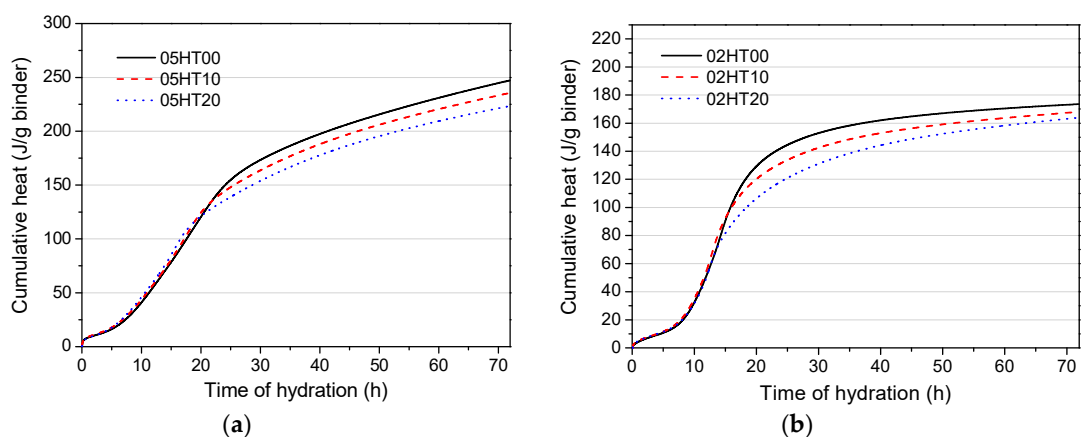 300
250
200
150
100
50
0
05HT00
05HT10
05HT20
Cumulative heat (J/g binder)
0 10 20 30 40 50 60 70
Time of hydration (h)
(a)
220
200
180
160
140
120
100
80
60
40
20
0
02HT00
02HT10
02HT20
Cumulative heat (J/g binder)
0 10 20 30 40 50 60 70
Time of hydration (h)
(b)